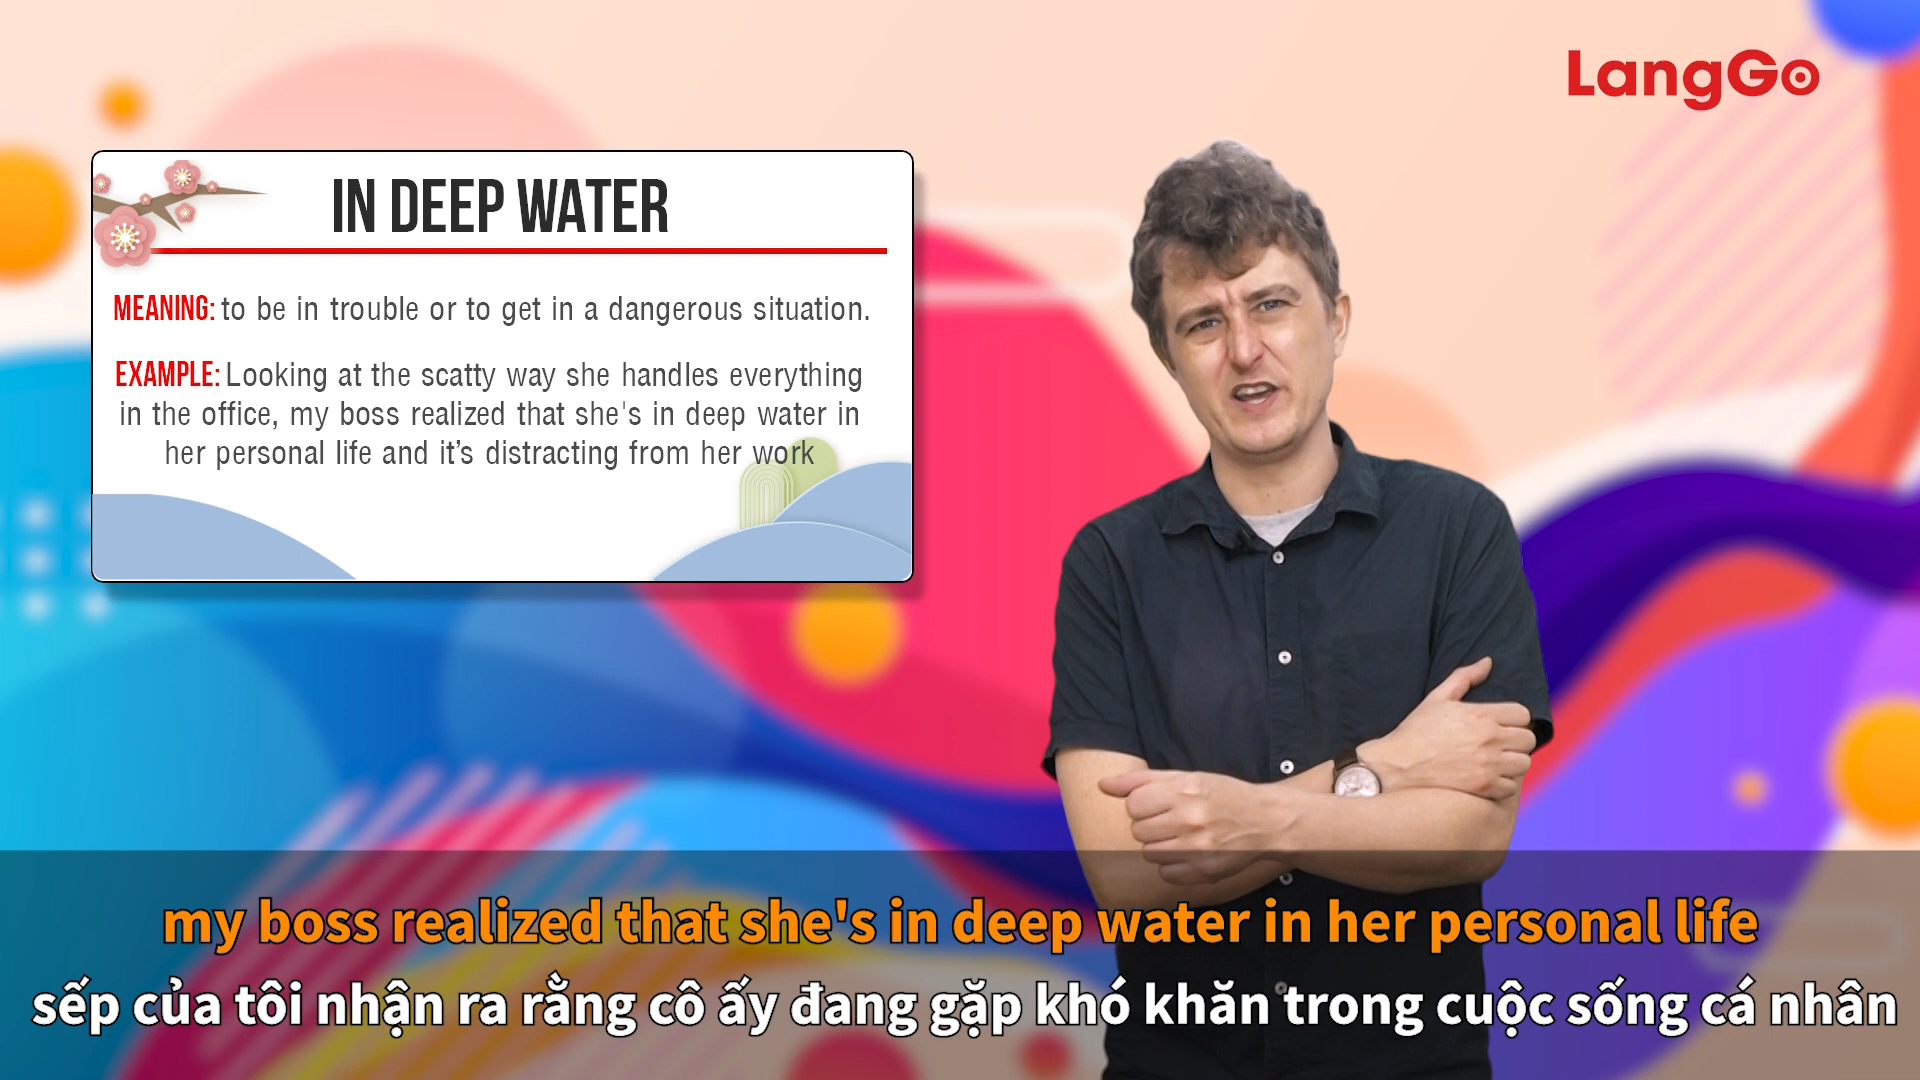 LangGo
IN DEEP WATER
MEANING: to be in trouble or to get in a dangerous situation.
EXAMPLE: Looking at the scatty way she handles everything
in the office, my boss realized that she's in deep water in
her personal life and it’s distracting from her work
my boss realized that she's in deep water in her personal life
sếp của tôi nhận ra rằng cô ấy đang gặp khó khăn trong cuộc sống cá nhân